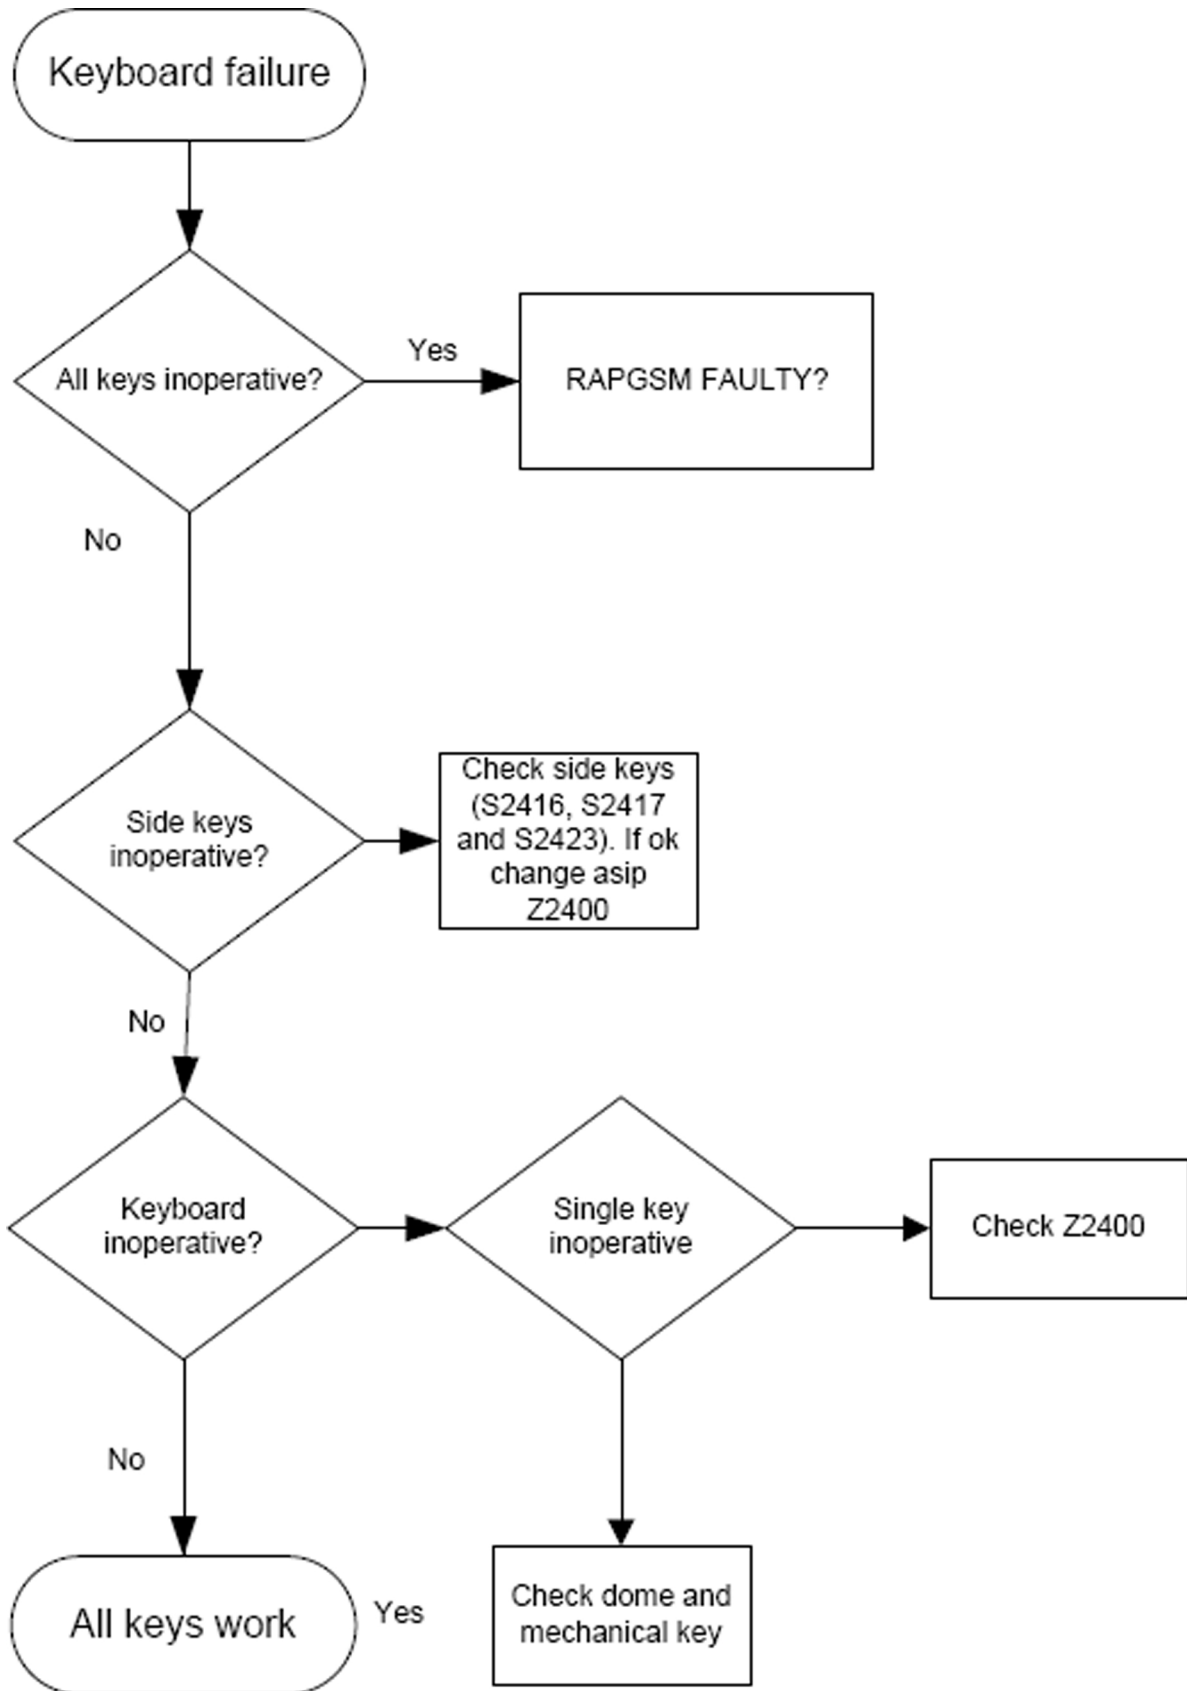 Keyboard failure
All keys inoperative?
Yes
RAPGSM FAULTY?
No
Side keys
inoperative?
Check side keys
(S2416, S2417
and S2423). If ok
change asip
Z2400
No
Keyboard
inoperative?
Single key
inoperative
Check Z2400
No
All keys work
Yes
Check dome and
mechanical key